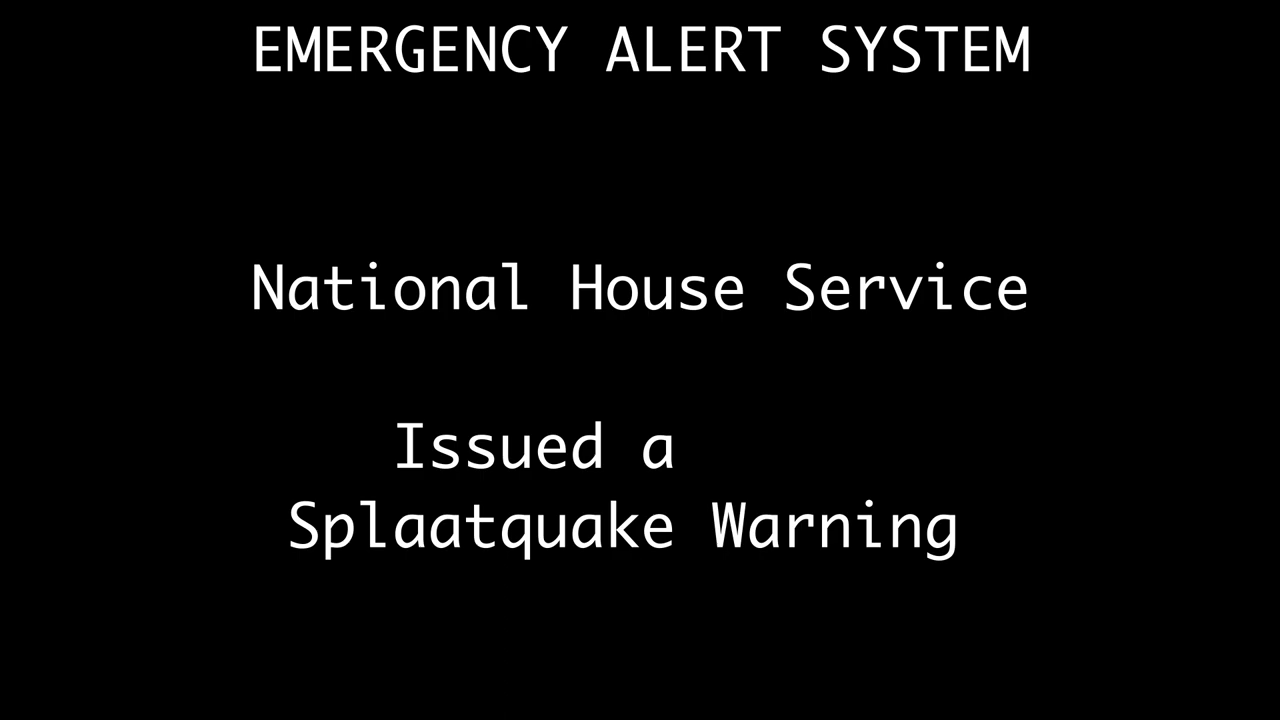 EMERGENCY ALERT SYSTEM
National House Service
Issued a
Splaatquake Warning